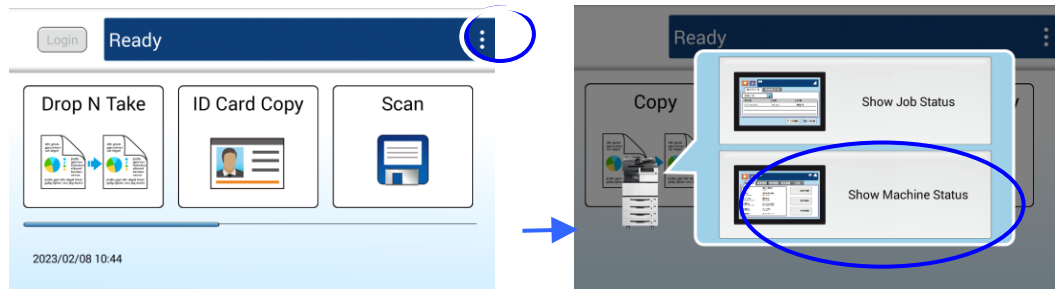 Login
Ready
Drop N Take
ID Card Copy
Scan
2023/02/08 10:44
Ready
Copy
Show Job Status
Show Machine Status